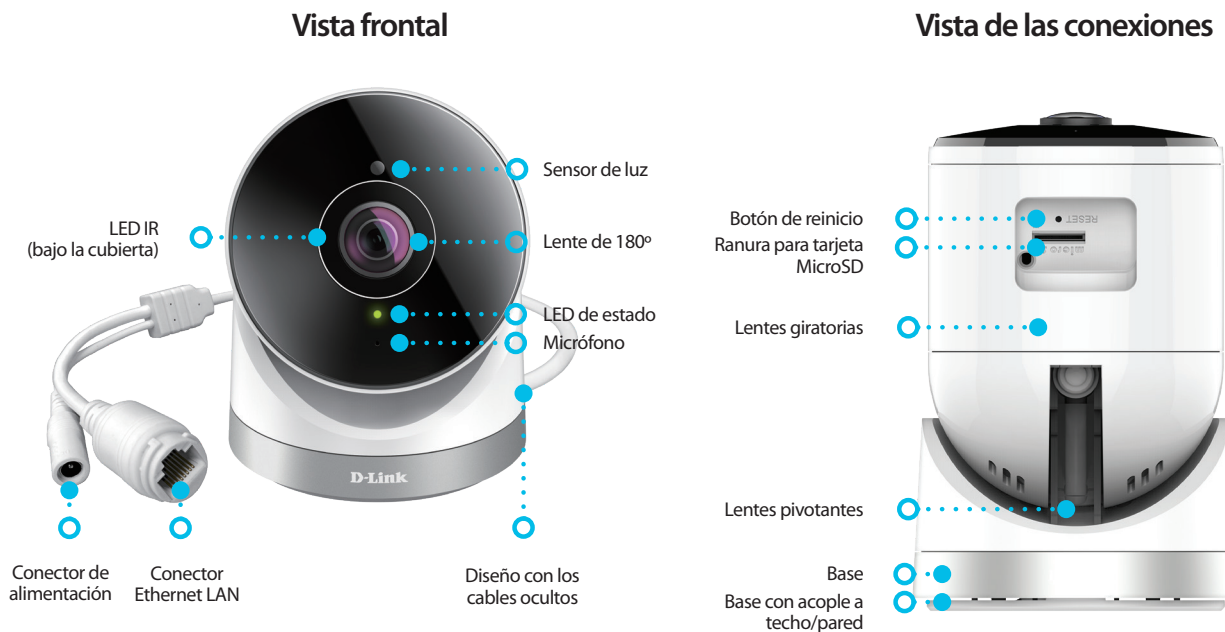 Vista frontal
Sensor de luz
LED IR
(bajo la cubierta)
Lente de 180º
LED de estado
Micrófono
D-Link
Conector de
alimentación
Conector
Ethernet LAN
Diseño con los
cables ocultos
Vista de las conexiones
Botón de reinicio
RESET
Ranura para tarjeta
MicroSD
micro
Lentes giratorias
Lentes pivotantes
Base
Base con acople a
techo/pared